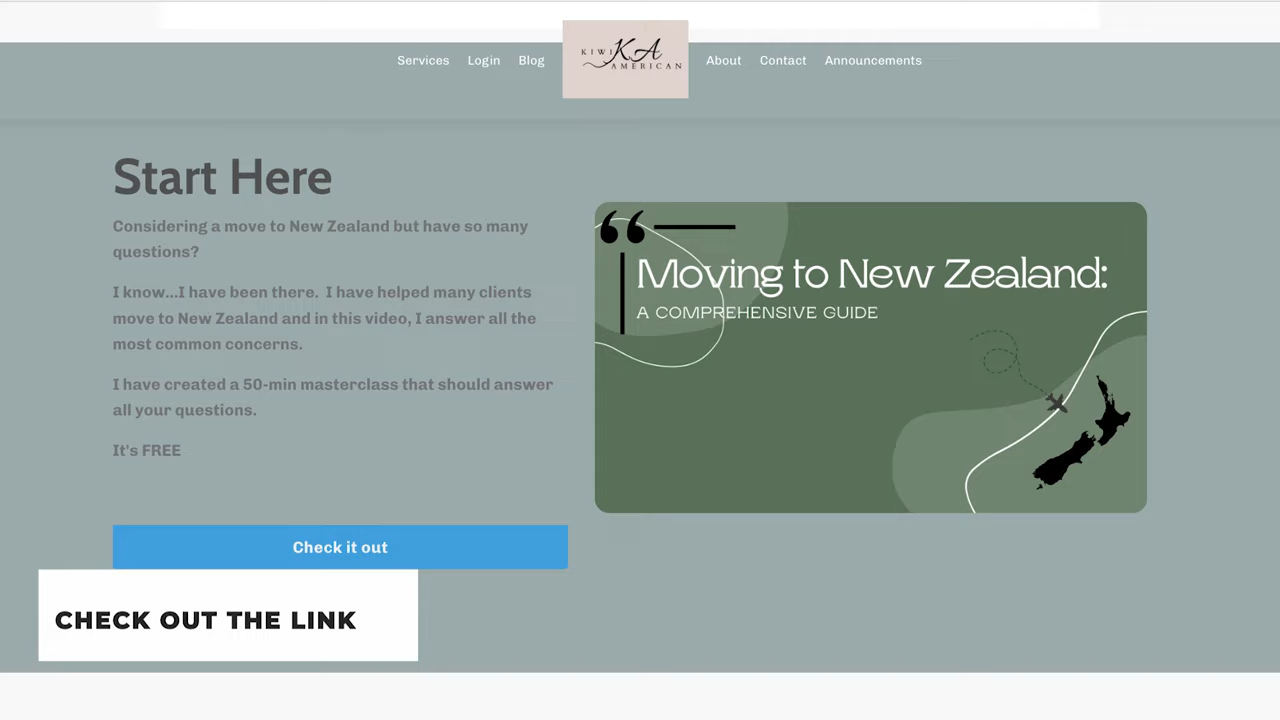 Services Login Blog
KIWI KA
AMERICAN
About Contact Announcements
Start Here
Considering a move to New Zealand but have so many
questions?
I know...I have been there.  I have helped many clients
move to New Zealand and in this video, I answer all the
most common concerns.
I have created a 50-min masterclass that should answer
all your questions.
It's FREE
Check it out
“
Moving to New Zealand:
A COMPREHENSIVE GUIDE
CHECK OUT THE LINK